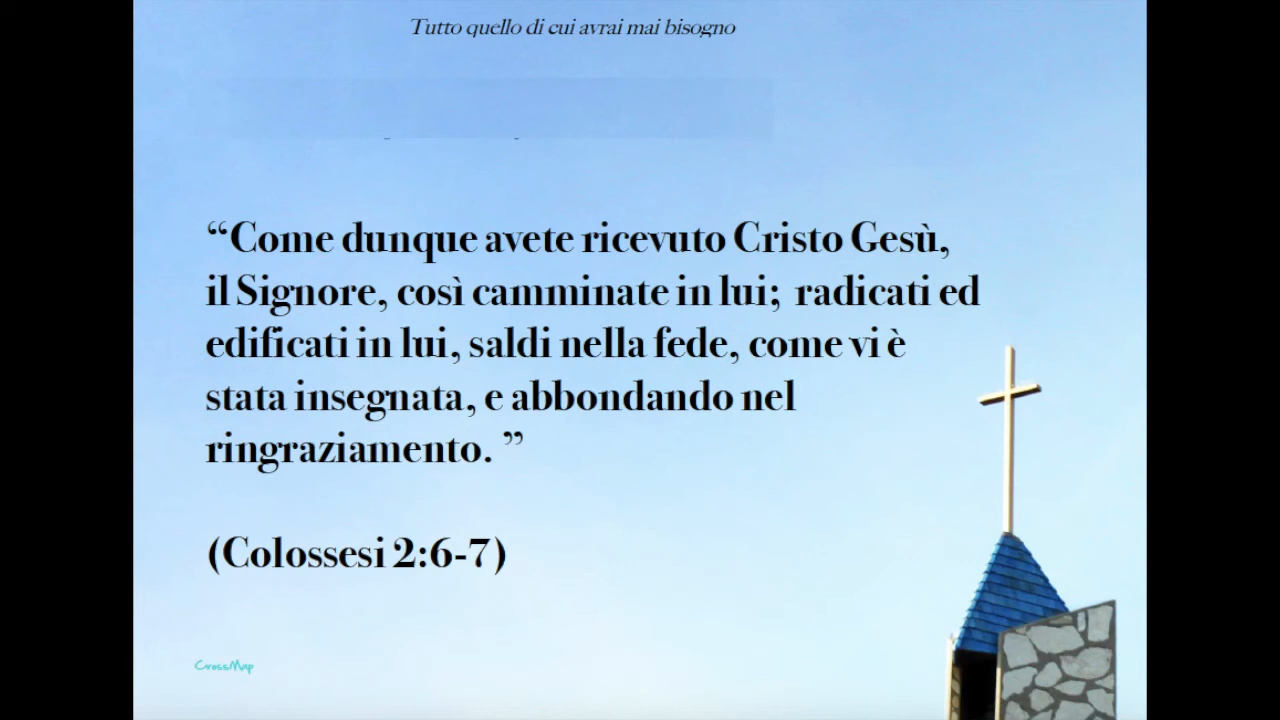 Tutto quello di cui avrai mai bisogno
“Come dunque avete ricevuto Cristo Gesù,
il Signore, così camminate in lui; radicati ed
edificati in lui, saldi nella fede, come vi è
stata insegnata, e abbondando nel
ringraziamento. ”
(Colossesi 2:6-7)
CrossMap